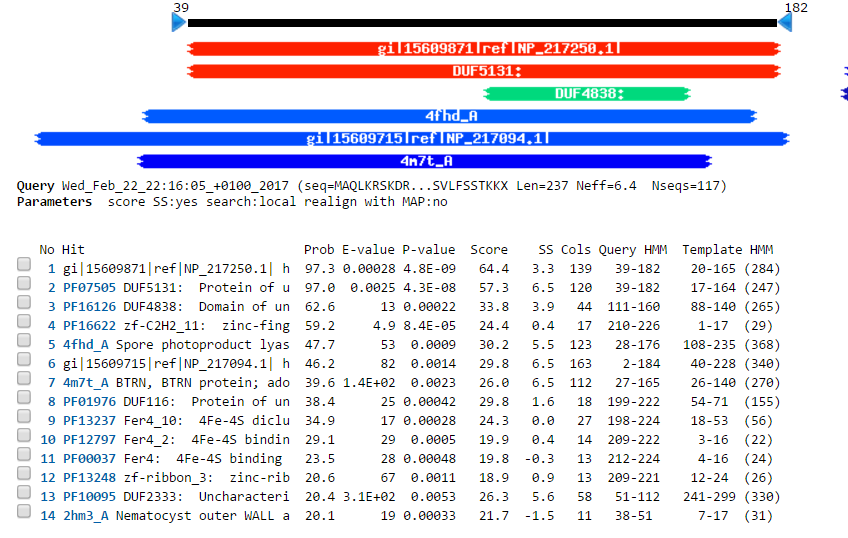 39 182
gi|15609871|ref|NP_217250.1|
DUF5131:
DUF4838:
4fhd_A
gi|15609715|ref|NP_217094.1|
4m7t_A
Query Wed_Feb_22_22:16:05_+0100_2017 (seq=MAQLKRSKDR...SVLFSSTKKX Len=237 Neff=6.4 Nseqs=117)
Parameters score SS:yes search:local realign with MAP:no
No Hit Prob E-value P-value Score SS Cols Query HMM Template HMM
1 gi|15609871|ref|NP_217250.1| h 97.3 0.00028 4.8E-09 64.4 3.3 139 39-182 20-165 (284)
2 PF07505 DUF5131: Protein of u 97.0 0.0025 4.3E-08 57.3 6.5 120 39-182 17-164 (247)
3 PF16126 DUF4838: Domain of un 62.6 13 0.00022 33.8 3.9 44 111-160 88-140 (265)
4 PF16622 zf-C2H2_11: zinc-fing 59.2 4.9 8.4E-05 24.4 0.4 17 210-226 1-17 (29)
5 4fhd_A Spore photoproduct lyas 47.7 53 0.0009 30.2 5.5 123 28-176 108-235 (368)
6 gi|15609715|ref|NP_217094.1| h 46.2 82 0.0014 29.8 6.5 163 2-184 40-228 (340)
7 4m7t_A BTRN, BTRN protein; ado 39.6 1.4E+02 0.0023 26.0 6.5 112 27-165 26-140 (270)
8 PF01976 DUF116: Protein of un 38.4 25 0.00042 29.8 1.6 18 199-222 54-71 (155)
9 PF13237 Fer4_10: 4Fe-4S diclu 34.9 17 0.00028 24.3 0.0 27 198-224 18-53 (56)
10 PF12797 Fer4_2: 4Fe-4S bindin 29.1 29 0.0005 19.9 0.4 14 209-222 3-16 (22)
11 PF00037 Fer4: 4Fe-4S binding 23.5 28 0.00048 19.8 -0.3 13 212-224 4-16 (24)
12 PF13248 zf-ribbon_3: zinc-rib 20.6 67 0.0011 18.9 0.9 13 209-221 12-24 (26)
13 PF10095 DUF2333: Uncharacteri 20.4 3.1E+02 0.0053 26.3 5.6 58 51-112 241-299 (330)
14 2hm3_A Nematocyst outer WALL a 20.1 19 0.00033 21.7 -1.5 11 38-51 7-17 (31)